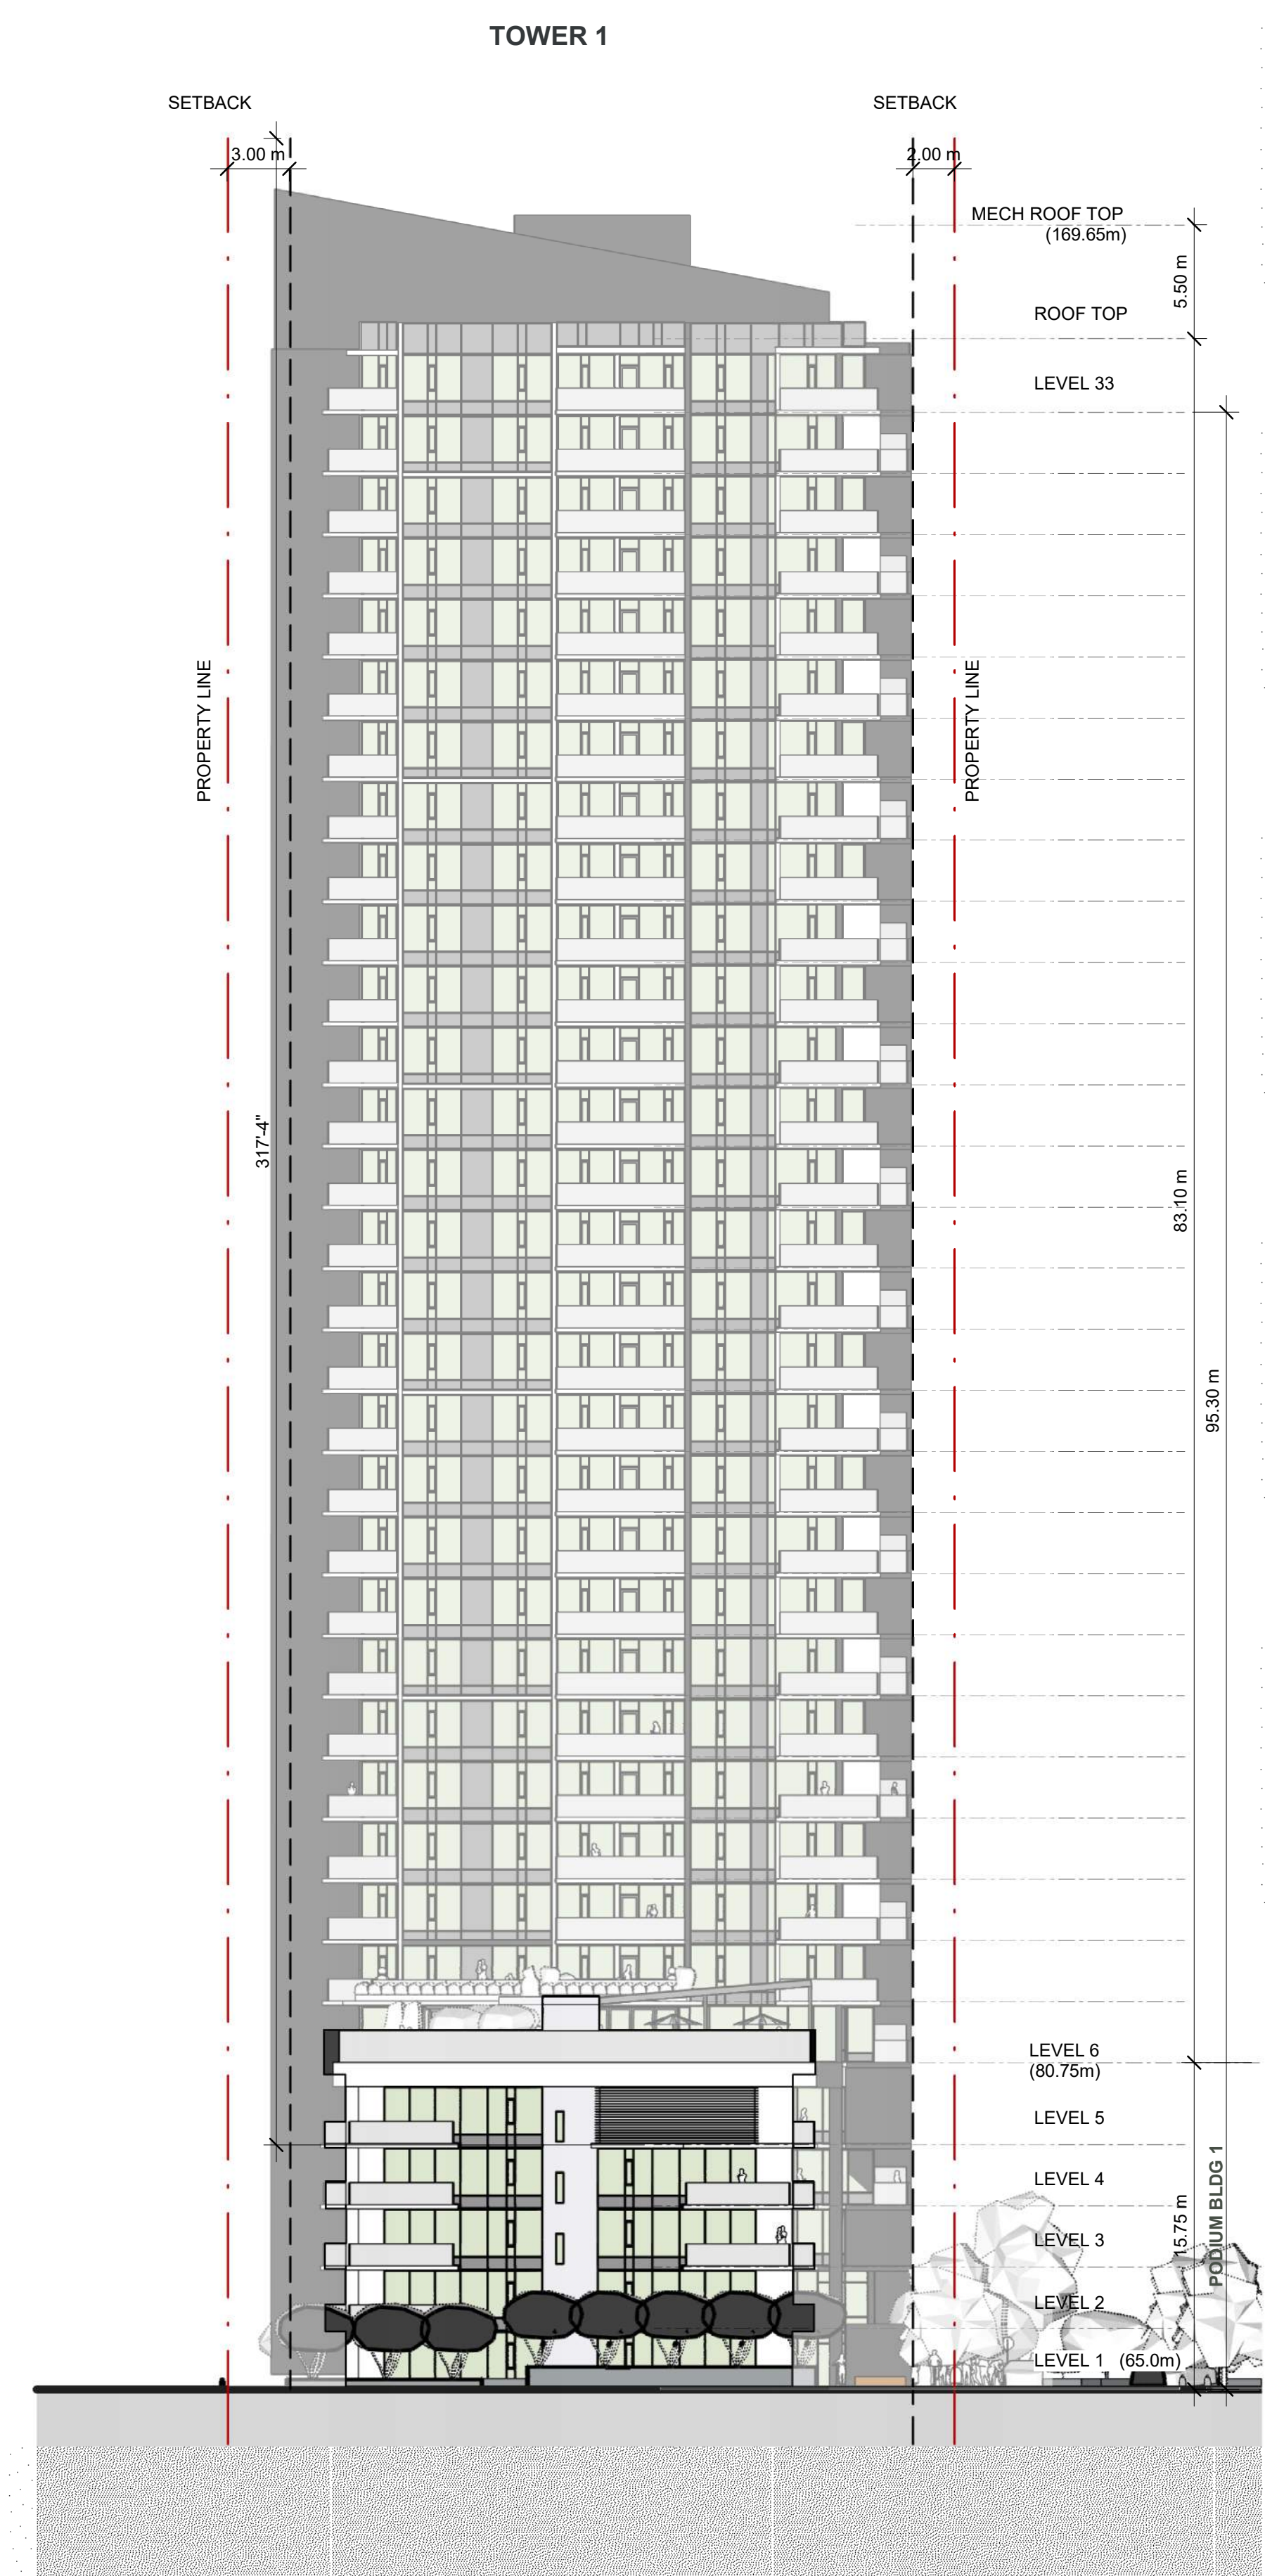 TOWER 1
SETBACK
SETBACK
3.00 m
2.00 m
MECH ROOF TOP
(169.65m)
5.50 m
ROOF TOP
LEVEL 33
PROPERTY LINE
PROPERTY LINE
317'-4"
83.10 m
95.30 m
LEVEL 6
(80.75m)
LEVEL 5
LEVEL 4
LEVEL 3
15.75 m
PODIUM BLDG 1
LEVEL 2
LEVEL 1 (65.0m)